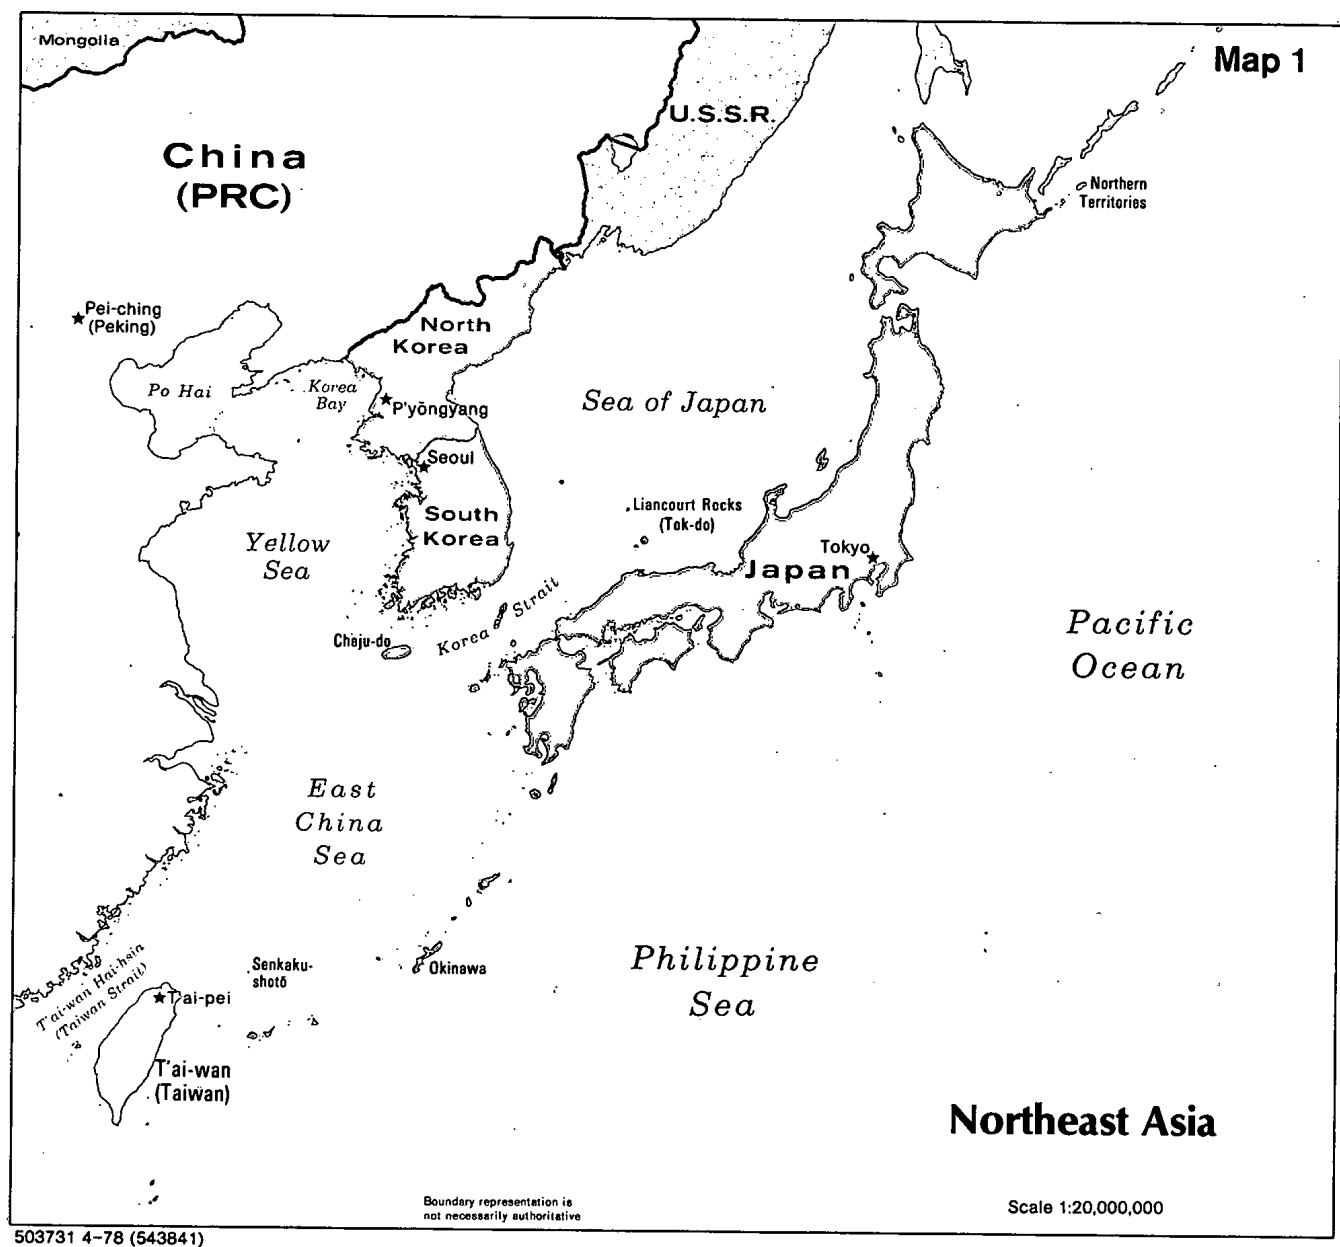 Mongolia
Map 1
U.S.S.R.
China
(PRC)
Northern
Territories
Pei-ching
(Peking)
North
Korea
Po Hai
Korea
Bay
P'yŏngyang
Sea of Japan
Seoul
Liancourt Rocks
(Tok-do)
South
Korea
Yellow
Sea
Tokyo
Japan
Korea Strait
Cheju-do
Pacific
Ocean
East
China
Sea
Senkaku-
shotō
Okinawa
Philippine
Sea
T'ai-wan Hai-hsia
(Taiwan Strait)
T'ai-pei
T'ai-wan
(Taiwan)
Northeast Asia
Boundary representation is
not necessarily authoritative
Scale 1:20,000,000
503731 4-78 (543841)